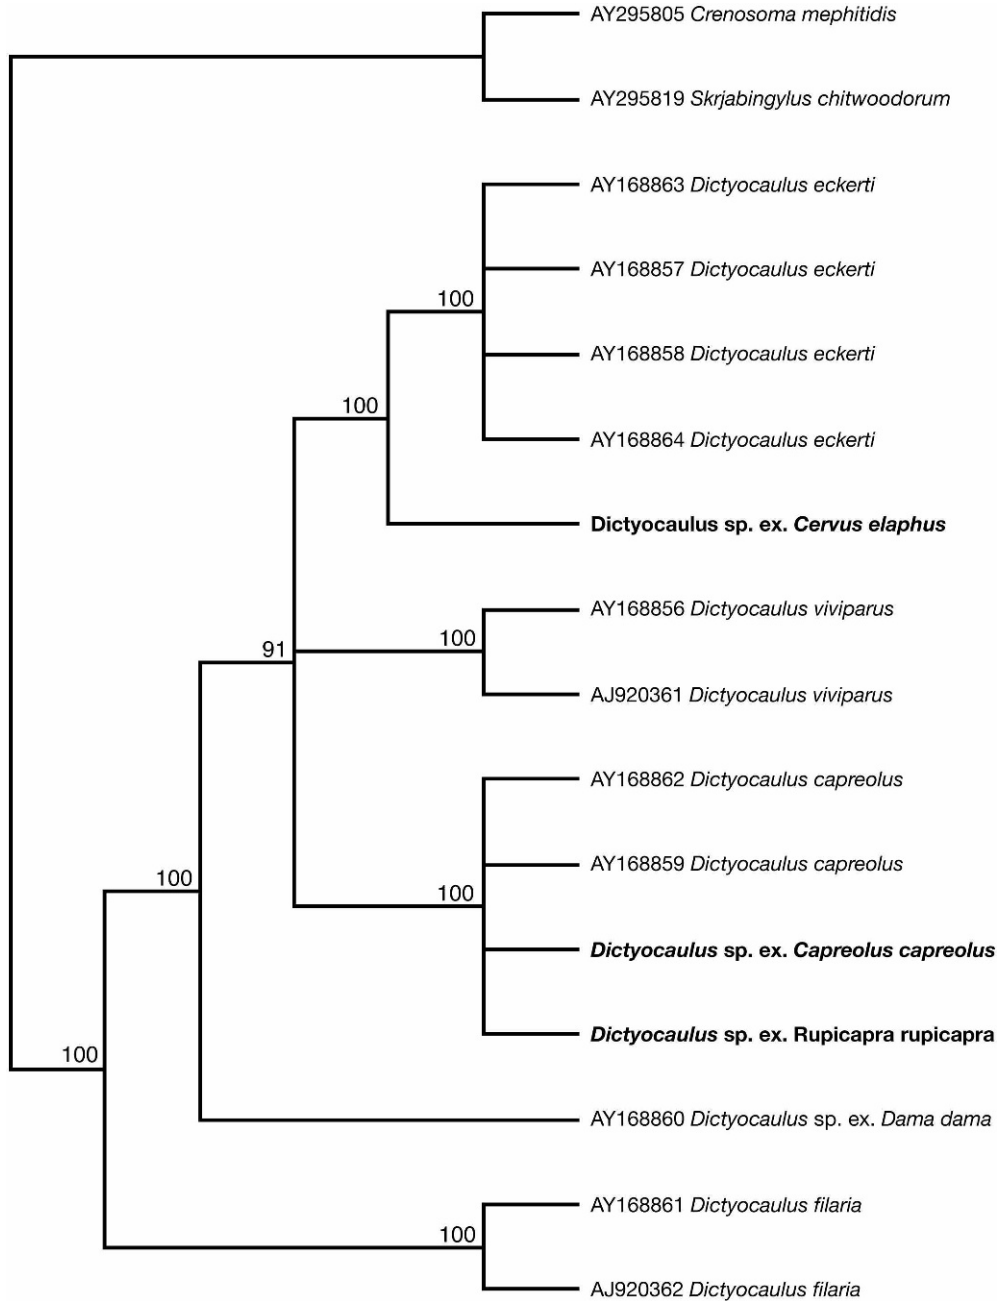 AY295805 Crenosoma mephitidis
AY295819 Skrjabingylus chitwoodorum
AY168863 Dictyocaulus eckerti
AY168857 Dictyocaulus eckerti
100
AY168858 Dictyocaulus eckerti
100
AY168864 Dictyocaulus eckerti
Dictyocaulus sp. ex. Cervus elaphus
AY168856 Dictyocaulus viviparus
100
91
AJ920361 Dictyocaulus viviparus
AY168862 Dictyocaulus capreolus
AY168859 Dictyocaulus capreolus
100
100
Dictyocaulus sp. ex. Capreolus capreolus
Dictyocaulus sp. ex. Rupicapra rupicapra
100
AY168860 Dictyocaulus sp. ex. Dama dama
AY168861 Dictyocaulus filaria
100
AJ920362 Dictyocaulus filaria